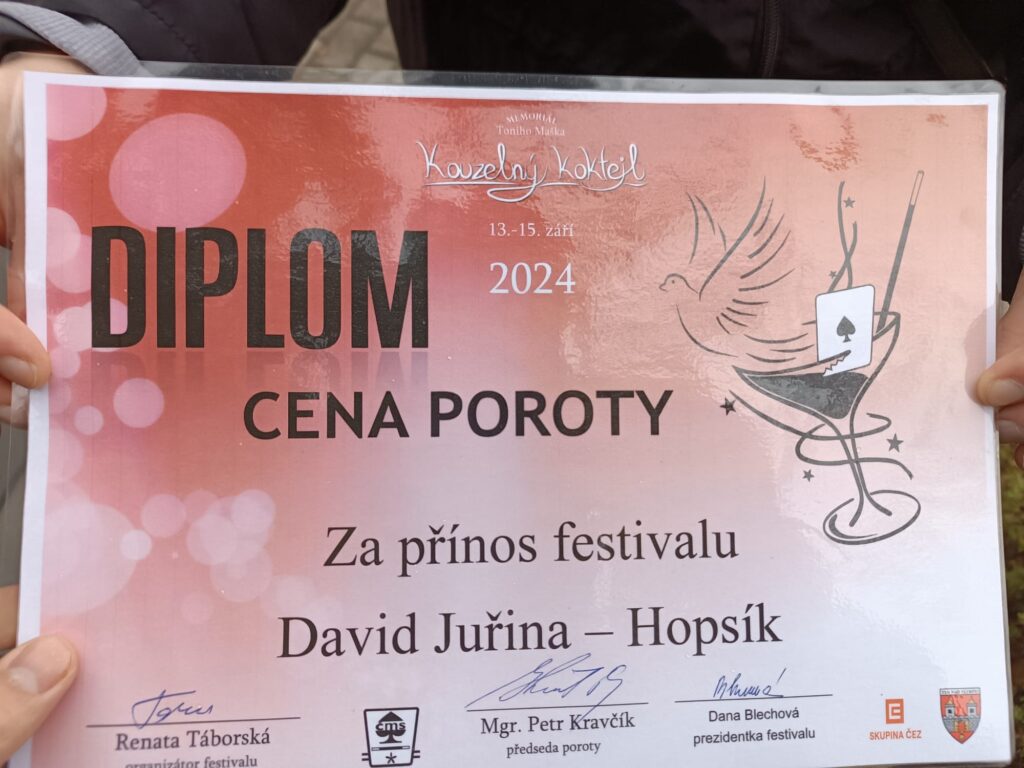 MEMORIÁL
Toniho Maška
Kouzelný Koktejl
13.-15. září
2024
DIPLOM
CENA POROTY
Za přínos festivalu
David Juřina – Hopsík
Renata Táborská
organizátor festivalu
čms
Mgr. Petr Kravčík
předseda poroty
Dana Blechová
prezidentka festivalu
SKUPINA ČEZ